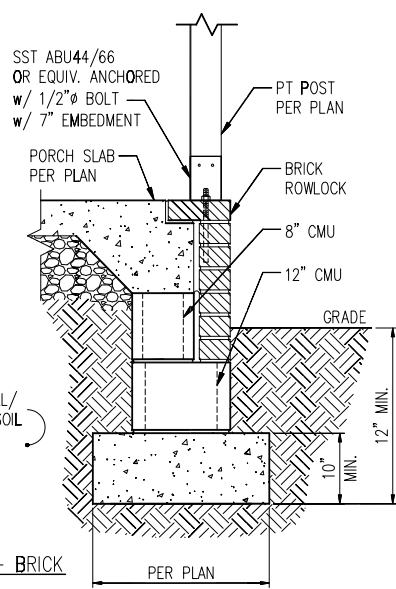 SST ABU44/66
OR EQUIV. ANCHORED
w/ 1/2"ø BOLT
w/ 7" EMBEDMENT
PT POST
PER PLAN
PORCH SLAB
PER PLAN
BRICK
ROWLOCK
8" CMU
12" CMU
GRADE
L/
SOIL
10"
MIN.
12" MIN.
- BRICK
PER PLAN